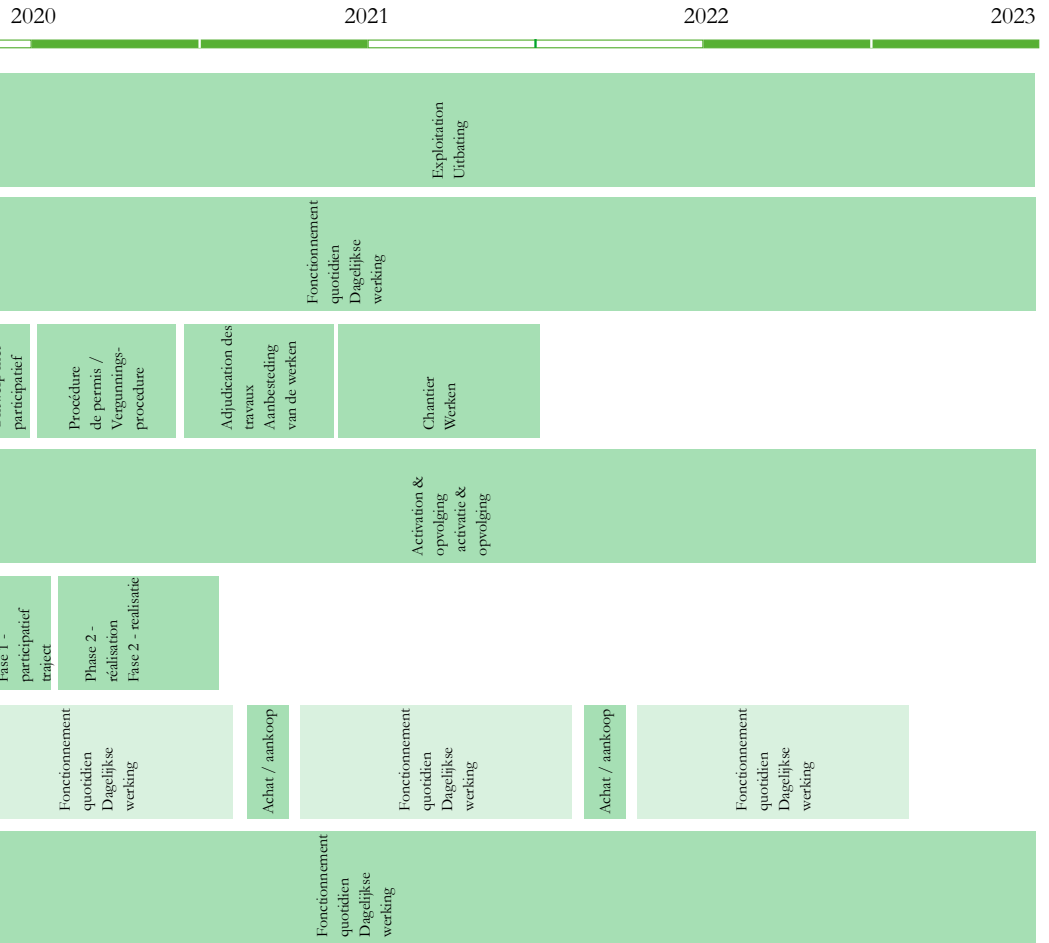 2020
2021
2022
2023
Exploitation
Uitbating
Fonctionnement
quotidien
Dagelijkse
werking
participatief
Procédure
de permis /
Vergunnings-
procedure
Adjudication des
travaux
Aanbesteding
van de werken
Chantier
Werken
Activation &
opvolging
activatie &
opvolging
Fase 1 -
participatief
traject
Phase 2 -
réalisation
Fase 2 - realisatie
Fonctionnement
quotidien
Dagelijkse
werking
Achat / aankoop
Fonctionnement
quotidien
Dagelijkse
werking
Achat / aankoop
Fonctionnement
quotidien
Dagelijkse
werking
Fonctionnement
quotidien
Dagelijkse
werking